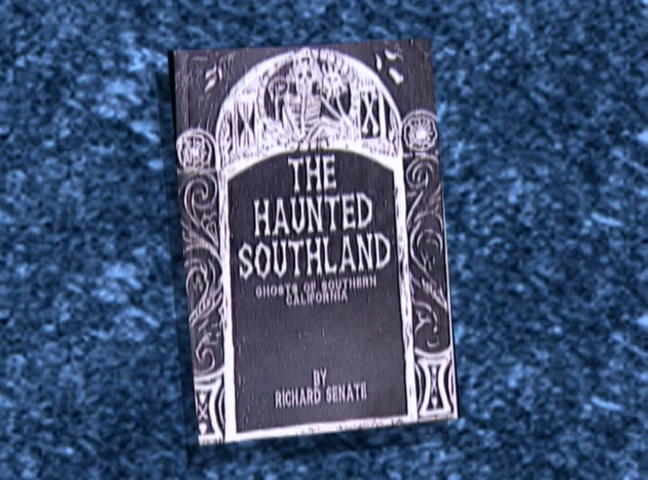 THE
HAUNTED
SOUTHLAND
GHOSTS OF SOUTHERN
CALIFORNIA
BY
RICHARD SENATE